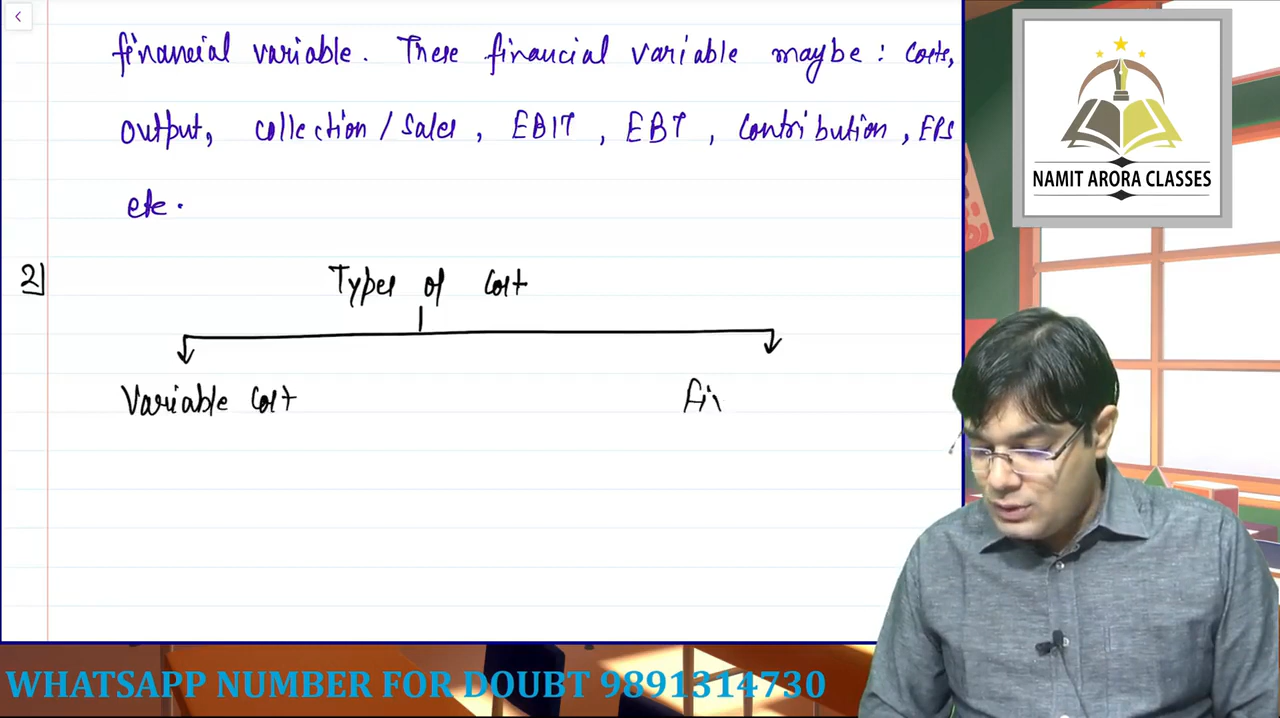 financial variable. These financial variable maybe : costs,
output, collection / Sales , EBIT , EBT , Contribution , EPS
etc.
2] Types of Cost
Variable Cost Fix
NAMIT ARORA CLASSES
WHATSAPP NUMBER FOR DOUBT 9891314730